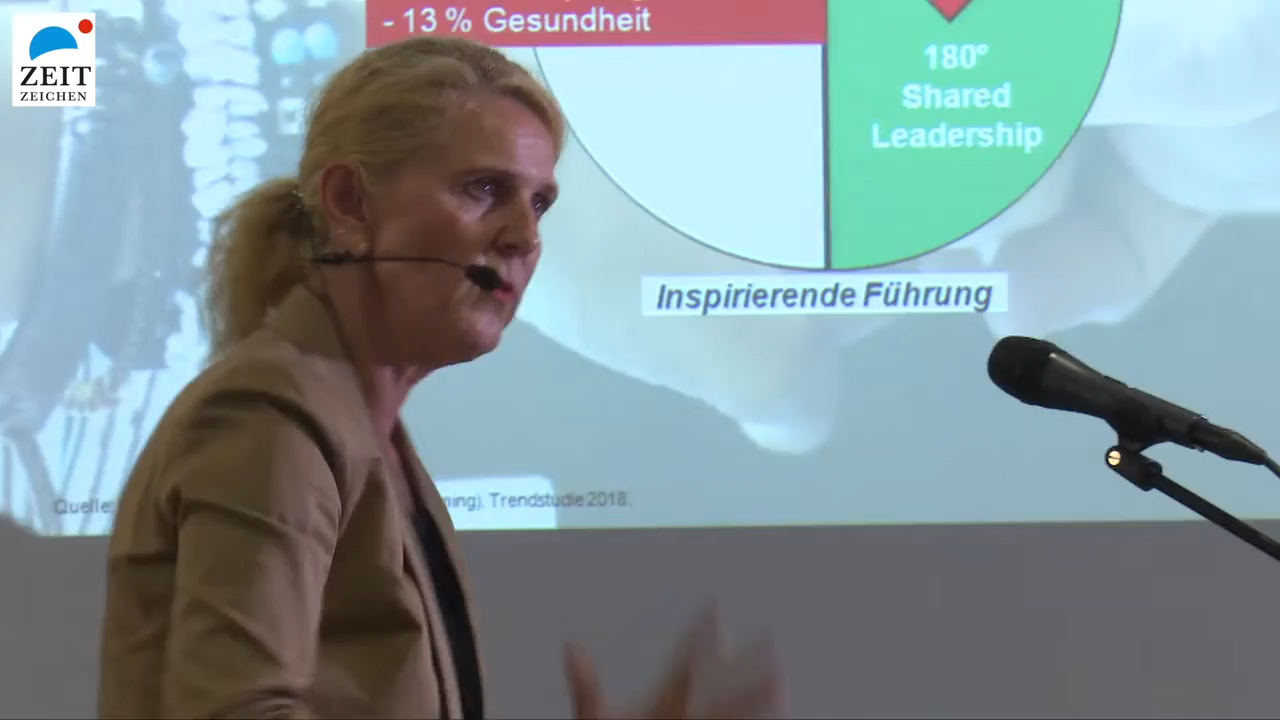 ZEIT
ZEICHEN
- 13 % Gesundheit
180°
Shared
Leadership
Inspirierende Führung
Quelle
ning). Trendstudie 2018.